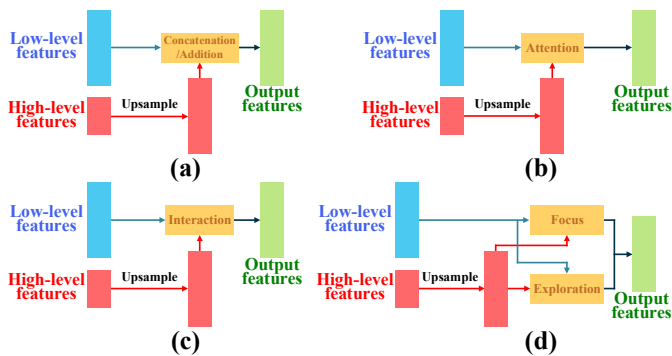 Low-level
features
Concatenation
/Addition
High-level
features
Upsample
Output
features
(a)
Low-level
features
Attention
High-level
features
Upsample
Output
features
(b)
Low-level
features
Interaction
High-level
features
Upsample
Output
features
(c)
Low-level
features
Focus
High-level
features
Upsample
Exploration
Output
features
(d)